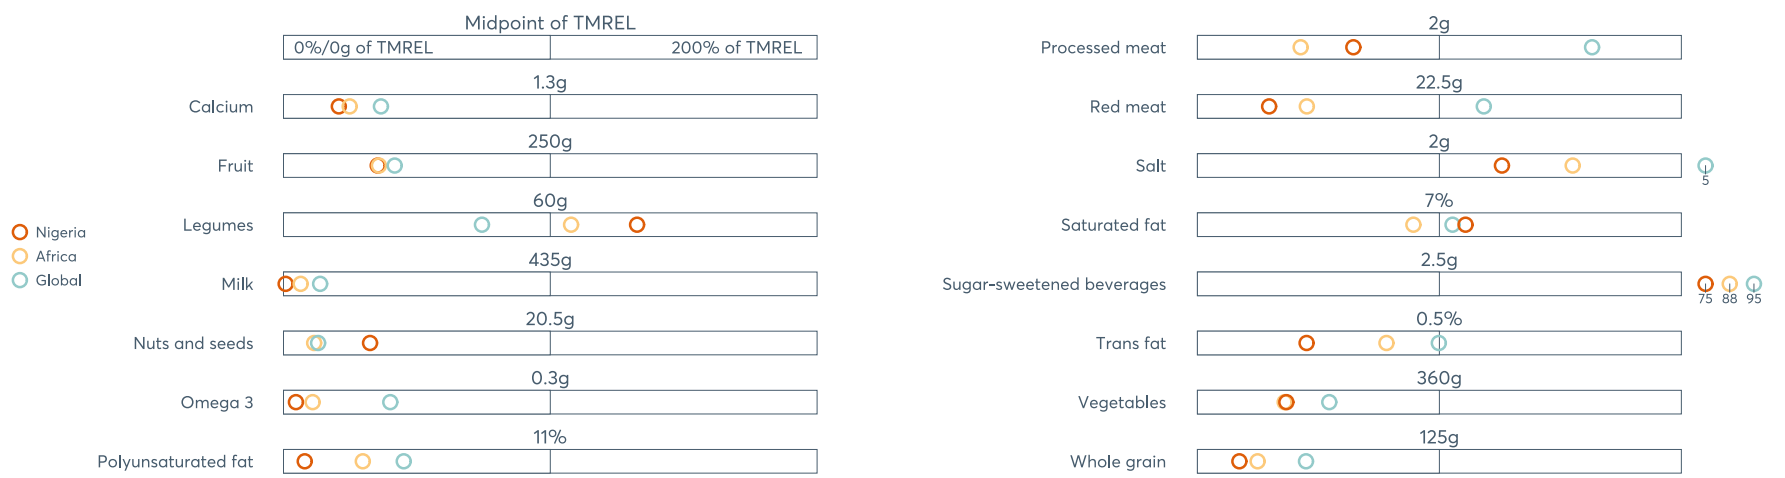 Midpoint of TMREL
0%/0g of TMREL 200% of TMREL
1.3g
Calcium
250g
Fruit
60g
Legumes
435g
Milk
20.5g
Nuts and seeds
0.3g
Omega 3
11%
Polyunsaturated fat
Nigeria
Africa
Global
2g
Processed meat
22.5g
Red meat
2g
Salt
5
7%
Saturated fat
2.5g
Sugar-sweetened beverages
75 88 95
0.5%
Trans fat
360g
Vegetables
125g
Whole grain